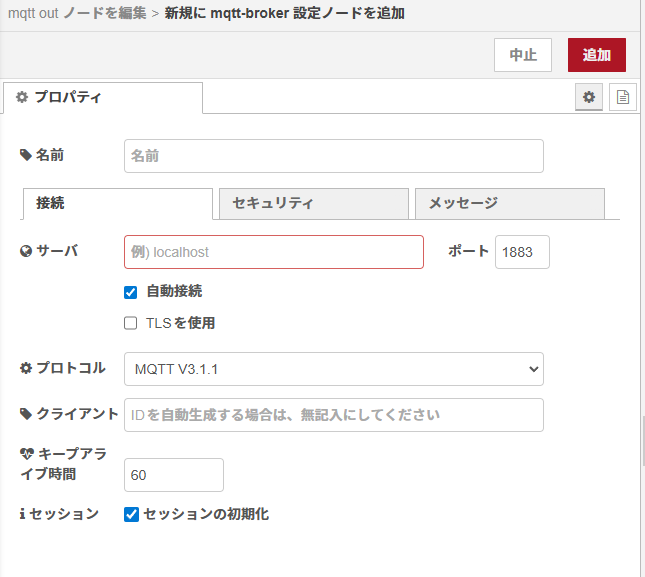 mqtt out ノードを編集 > 新規に mqtt-broker 設定ノードを追加
中止 追加
プロパティ
名前 名前
接続 セキュリティ メッセージ
サーバ 例) localhost ポート 1883
自動接続
TLSを使用
プロトコル MQTT V3.1.1
クライアント IDを自動生成する場合は、無記入にしてください
キープアラ
イブ時間 60
セッション セッションの初期化